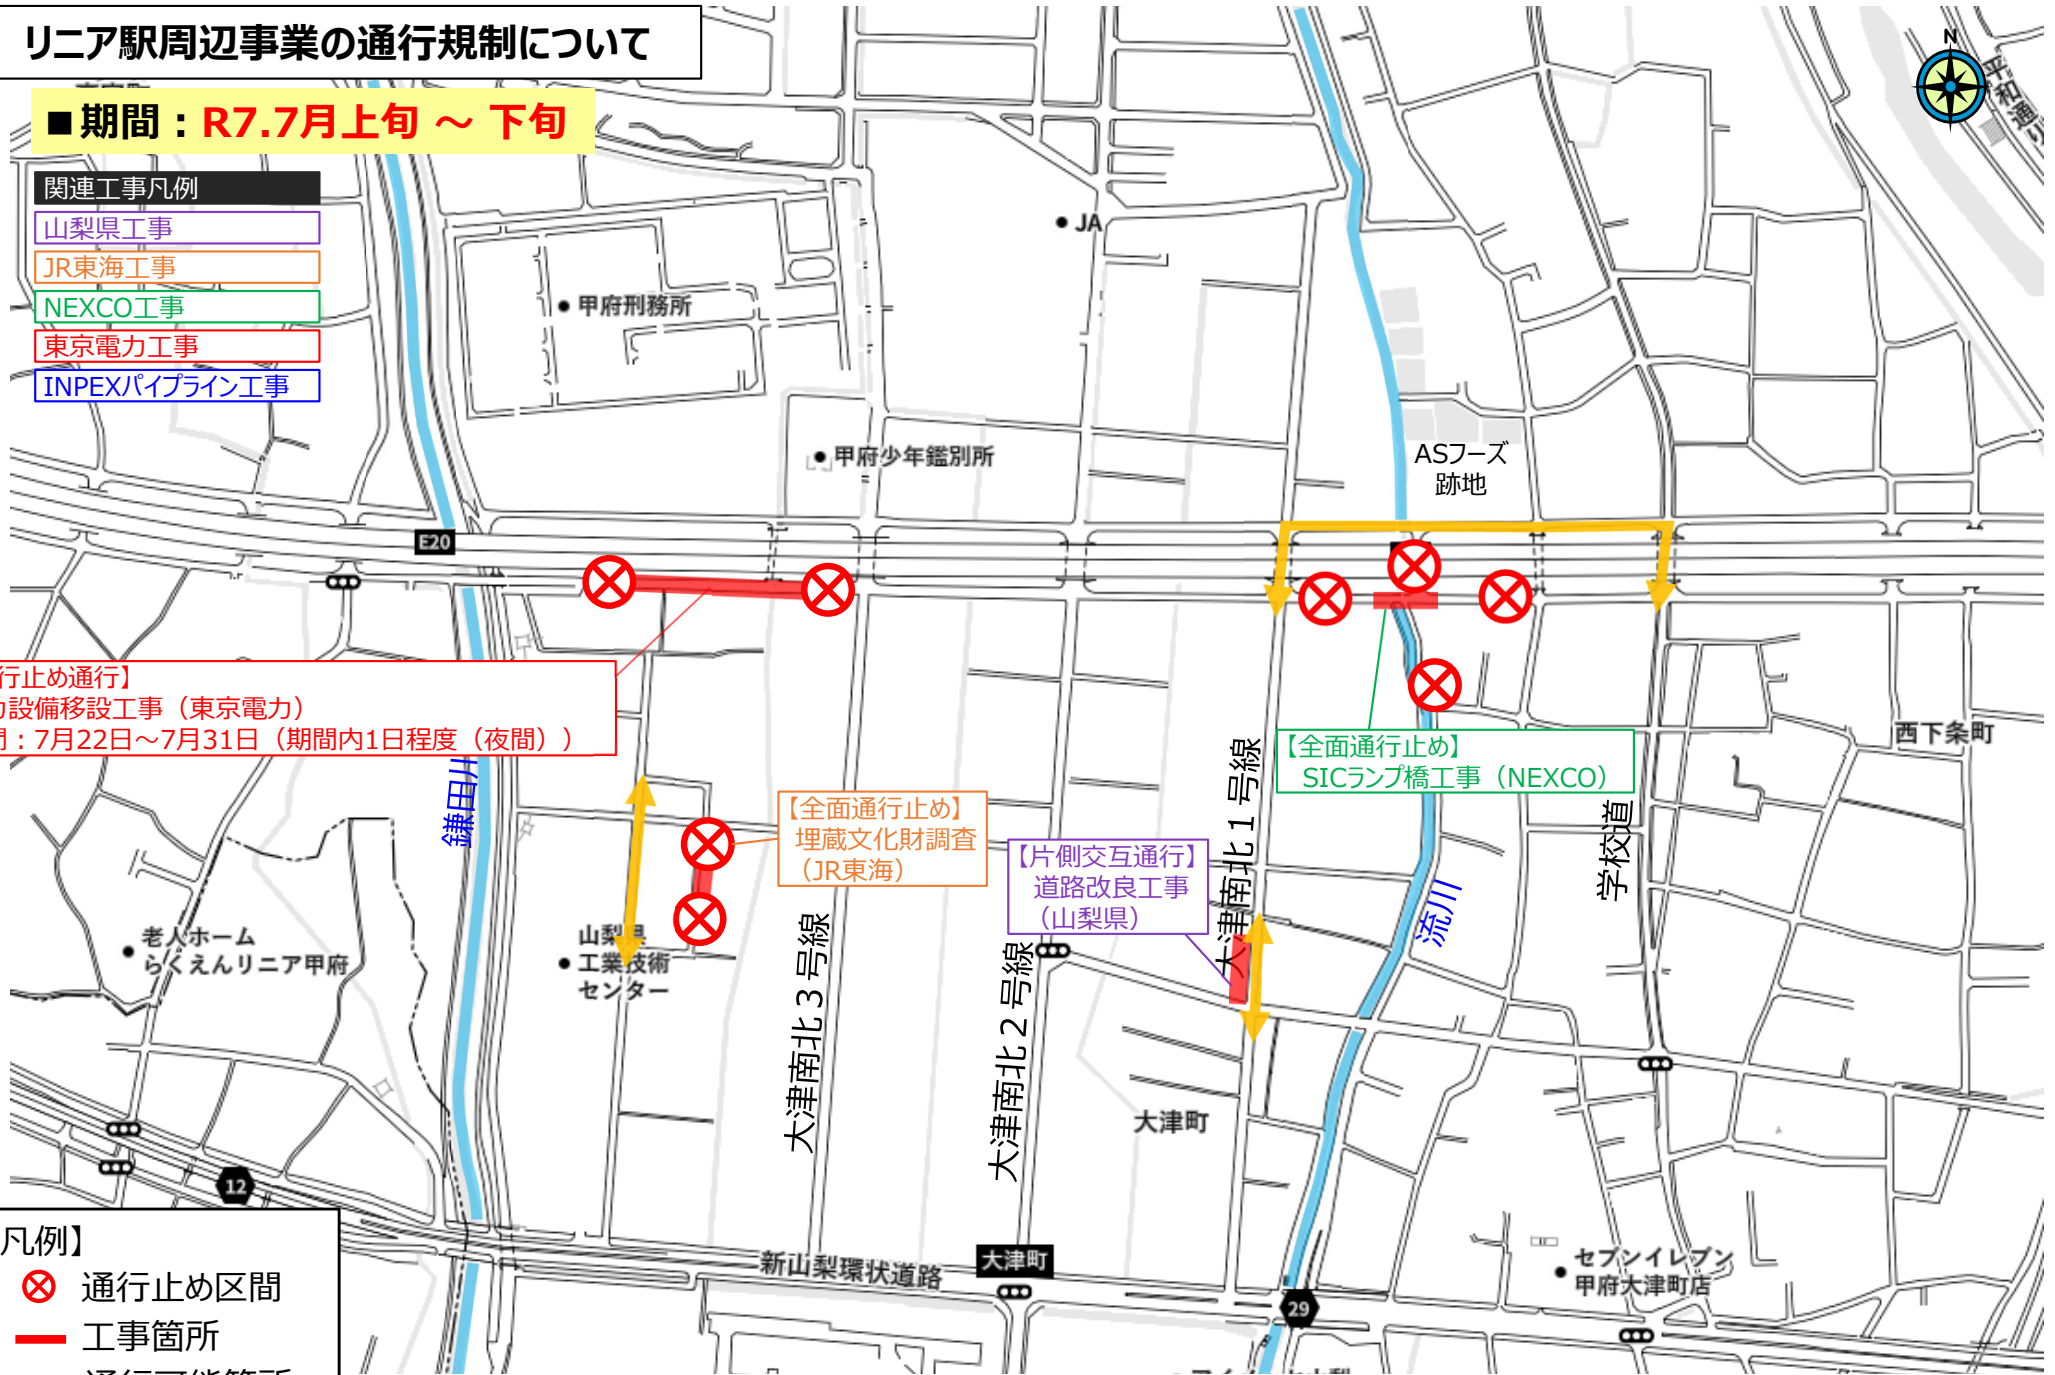 リニア駅周辺事業の通行規制について
■期間：R7.7月上旬 ～ 下旬
関連工事凡例
山梨県工事
JR東海工事
NEXCO工事
東京電力工事
INPEXパイプライン工事
N
平和通り
JA
甲府刑務所
甲府少年鑑別所
ASフーズ
跡地
E20
行止め通行】
設備移設工事（東京電力）
：7月22日～7月31日（期間内1日程度（夜間））
【全面通行止め】
SICランプ橋工事（NEXCO）
西下条町
鎌田川
【全面通行止め】
埋蔵文化財調査
（JR東海）
【片側交互通行】
道路改良工事
（山梨県）
大津南北１号線
学校道
流川
老人ホーム
らくえんリニア甲府
山梨県
工業技術
センター
大津南北３号線
大津南北２号線
大津町
12
新山梨環状道路
大津町
29
セブンイレブン
甲府大津町店
凡例】
通行止め区間
工事箇所
通行可能箇所